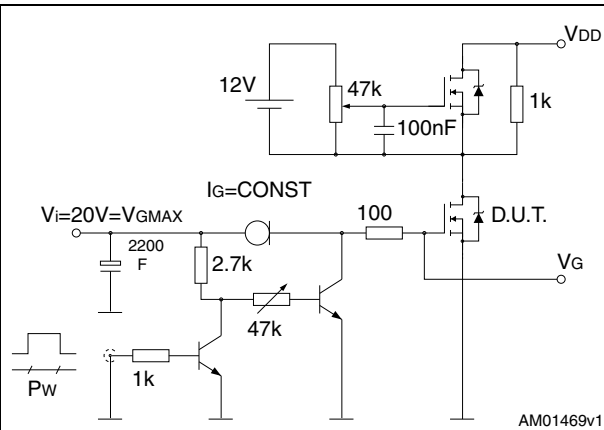 VDD
12V
47k
1k
100nF
IG=CONST
Vi=20V=VGMAX
100
D.U.T.
2200
F
2.7k
VG
47k
1k
PW
AM01469v1